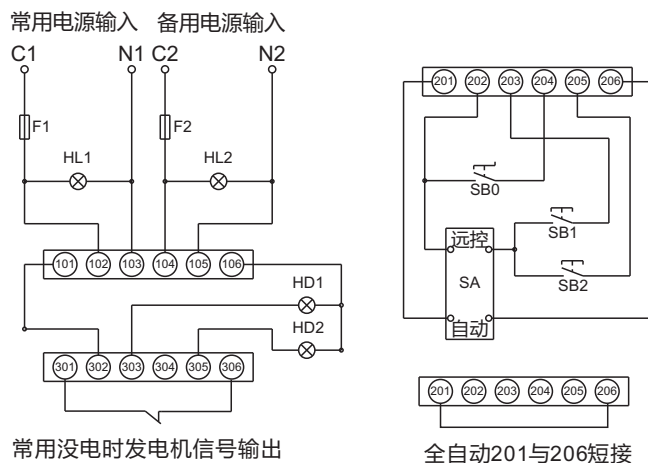 常用电源输入 备用电源输入
C1 N1 C2 N2
F1 F2
HL1 HL2
101 102 103 104 105 106
HD1
HD2
301 302 303 304 305 306
常用没电时发电机信号输出
201 202 203 204 205 206
SB0
远控
SB1
SA
SB2
自动
201 202 203 204 205 206
全自动201与206短接